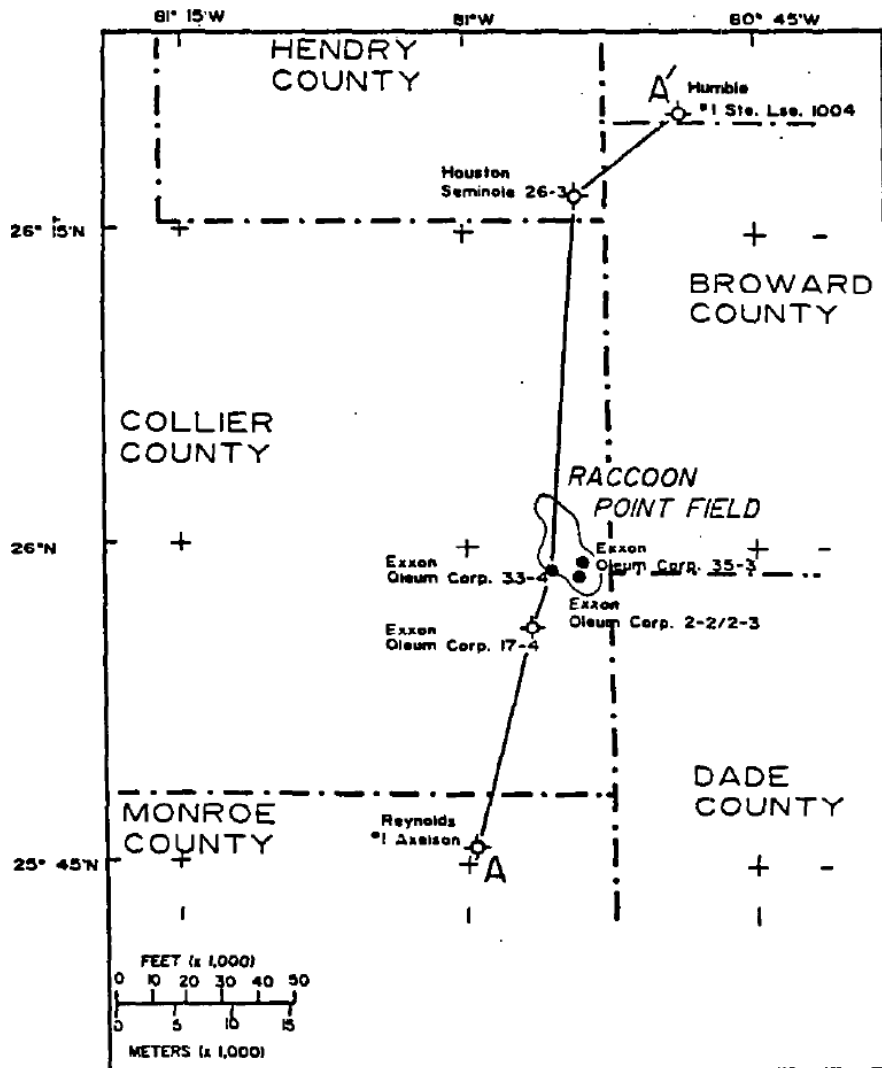 81° 15'W
81°W
80° 45'W
HENDRY
COUNTY
A'
Humble
#1 Ste. Lse. 1004
Houston
Seminole 26-3
26° 15'N
BROWARD
COUNTY
COLLIER
COUNTY
RACCOON
POINT FIELD
26°N
Exxon
Oleum Corp. 33-4
Exxon
Oleum Corp. 35-3
Exxon
Oleum Corp. 2-2/2-3
Exxon
Oleum Corp. 17-4
DADE
COUNTY
MONROE
COUNTY
Reynolds
#1 Axelson
A
25° 45'N
FEET (x 1,000)
0 10 20 30 40 50
0 5 10 15
METERS (x 1,000)